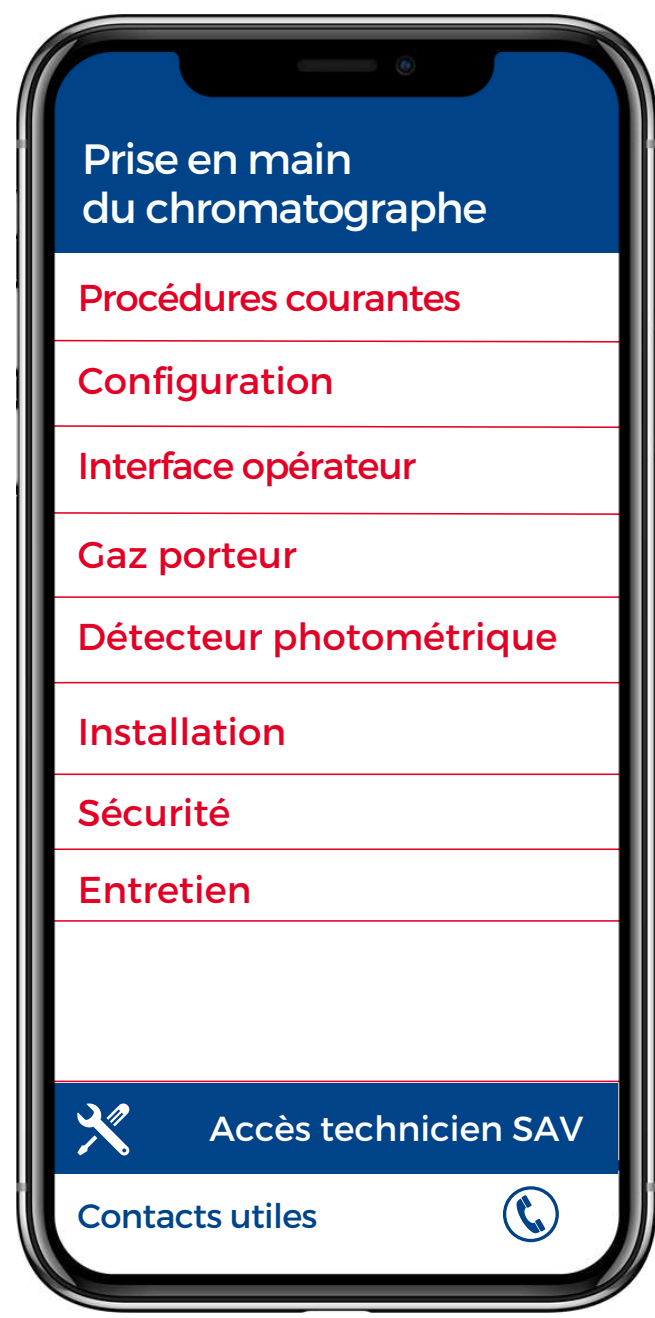 Prise en main
du chromatographe
Procédures courantes
Configuration
Interface opérateur
Gaz porteur
Détecteur photométrique
Installation
Sécurité
Entretien
Accès technicien SAV
Contacts utiles